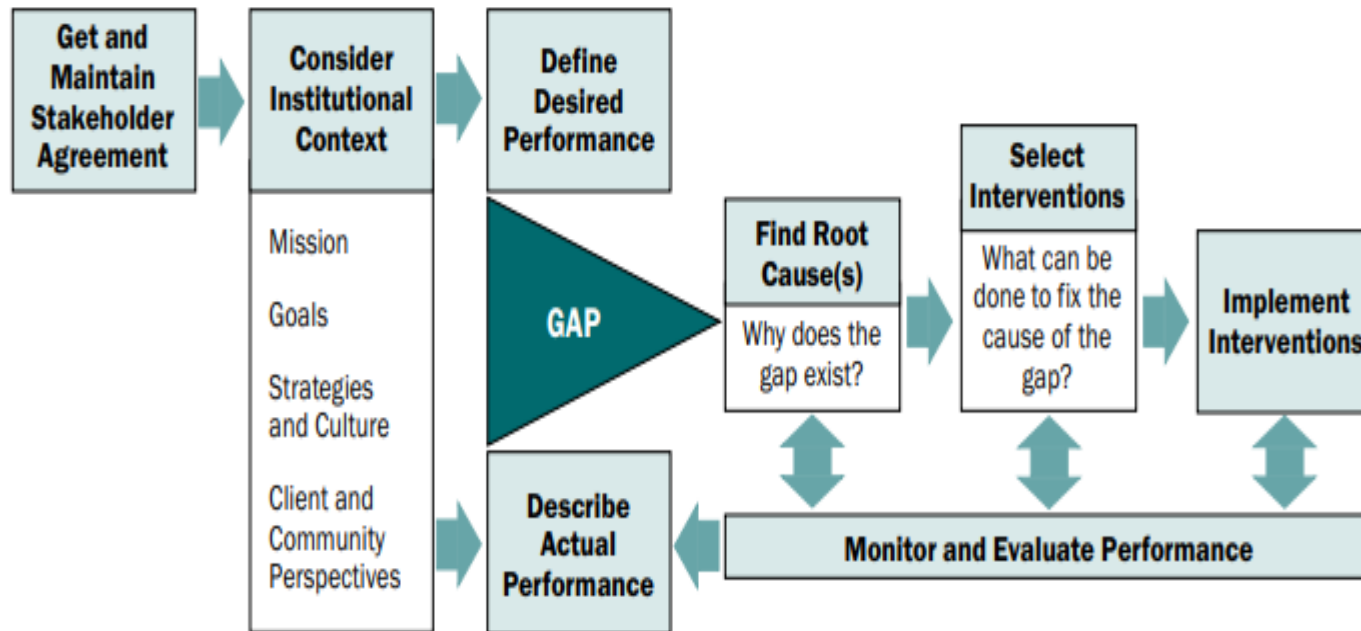 Get and
Maintain
Stakeholder
Agreement
Consider
Institutional
Context
Mission
Goals
Strategies
and Culture
Client and
Community
Perspectives
Define
Desired
Performance
GAP
Describe
Actual
Performance
Find Root
Cause(s)
Why does the
gap exist?
Select
Interventions
What can be
done to fix the
cause of the
gap?
Implement
Interventions
Monitor and Evaluate Performance